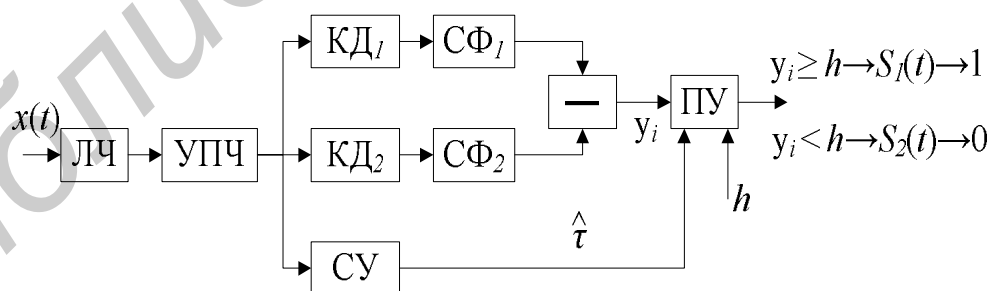 x(t)
ЛЧ
УПЧ
КД1
СФ1
КД2
СФ2
СУ
−
yi
ПУ
τ̂
h
yi ≥ h→S1(t)→1
yi < h→S2(t)→0